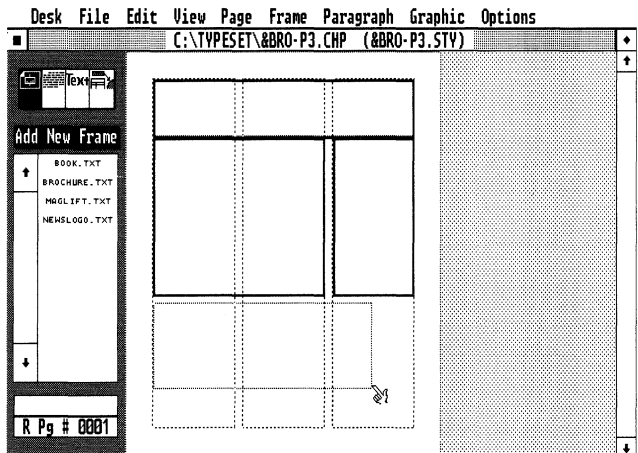 Desk File Edit View Page Frame Paragraph Graphic Options
C:\TYPESET\&BRO-P3.CHP (&BRO-P3.STY)
Text
Add New Frame
BOOK.TXT
BROCHURE.TXT
MAGLIFT.TXT
NEWSLOGO.TXT
R Pg # 0001